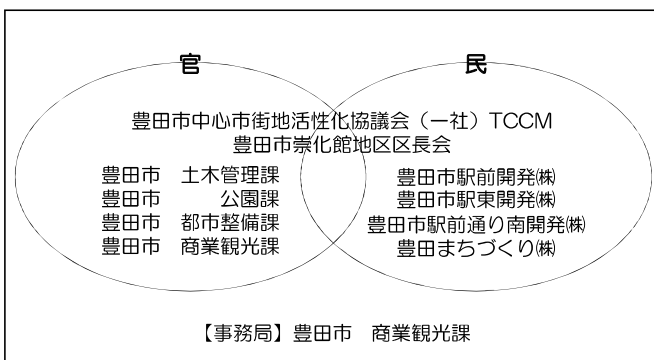 官　民
豊田市中心市街地活性化協議会（一社）TCCM
豊田市崇化館地区区長会
豊田市　土木管理課　豊田市駅前開発㈱
豊田市　公園課　豊田市駅東開発㈱
豊田市　都市整備課　豊田市駅前通り南開発㈱
豊田市　商業観光課　豊田まちづくり㈱
【事務局】豊田市　商業観光課